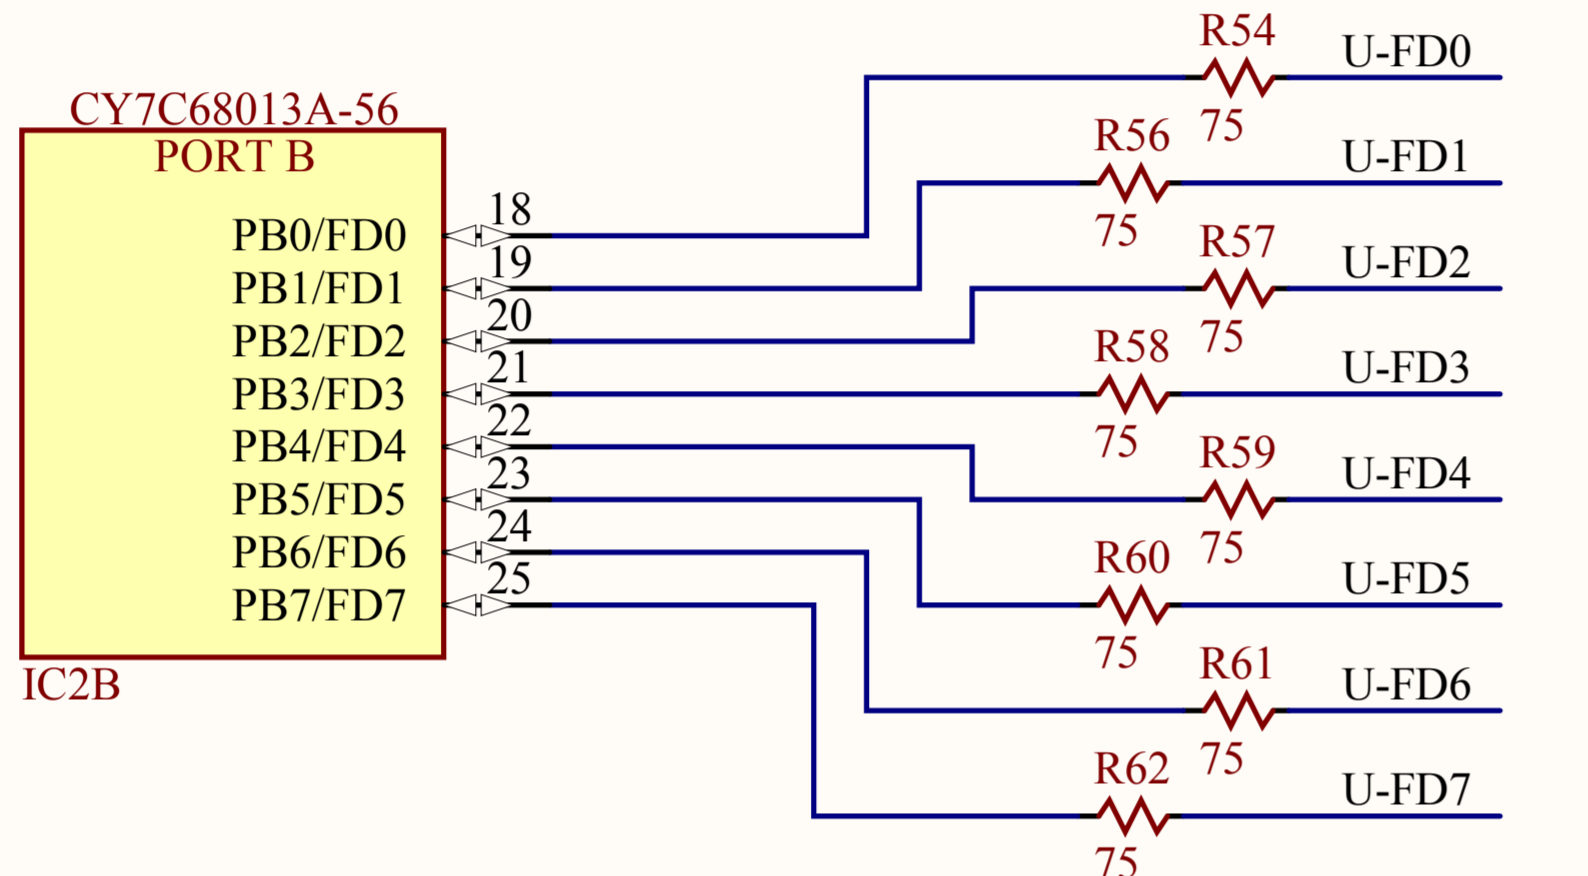 CY7C68013A-56
PORT B
PB0/FD0
PB1/FD1
PB2/FD2
PB3/FD3
PB4/FD4
PB5/FD5
PB6/FD6
PB7/FD7
IC2B
18
19
20
21
22
23
24
25
R54
75
U-FD0
R56
75
U-FD1
R57
75
U-FD2
R58
75
U-FD3
R59
75
U-FD4
R60
75
U-FD5
R61
75
U-FD6
R62
75
U-FD7